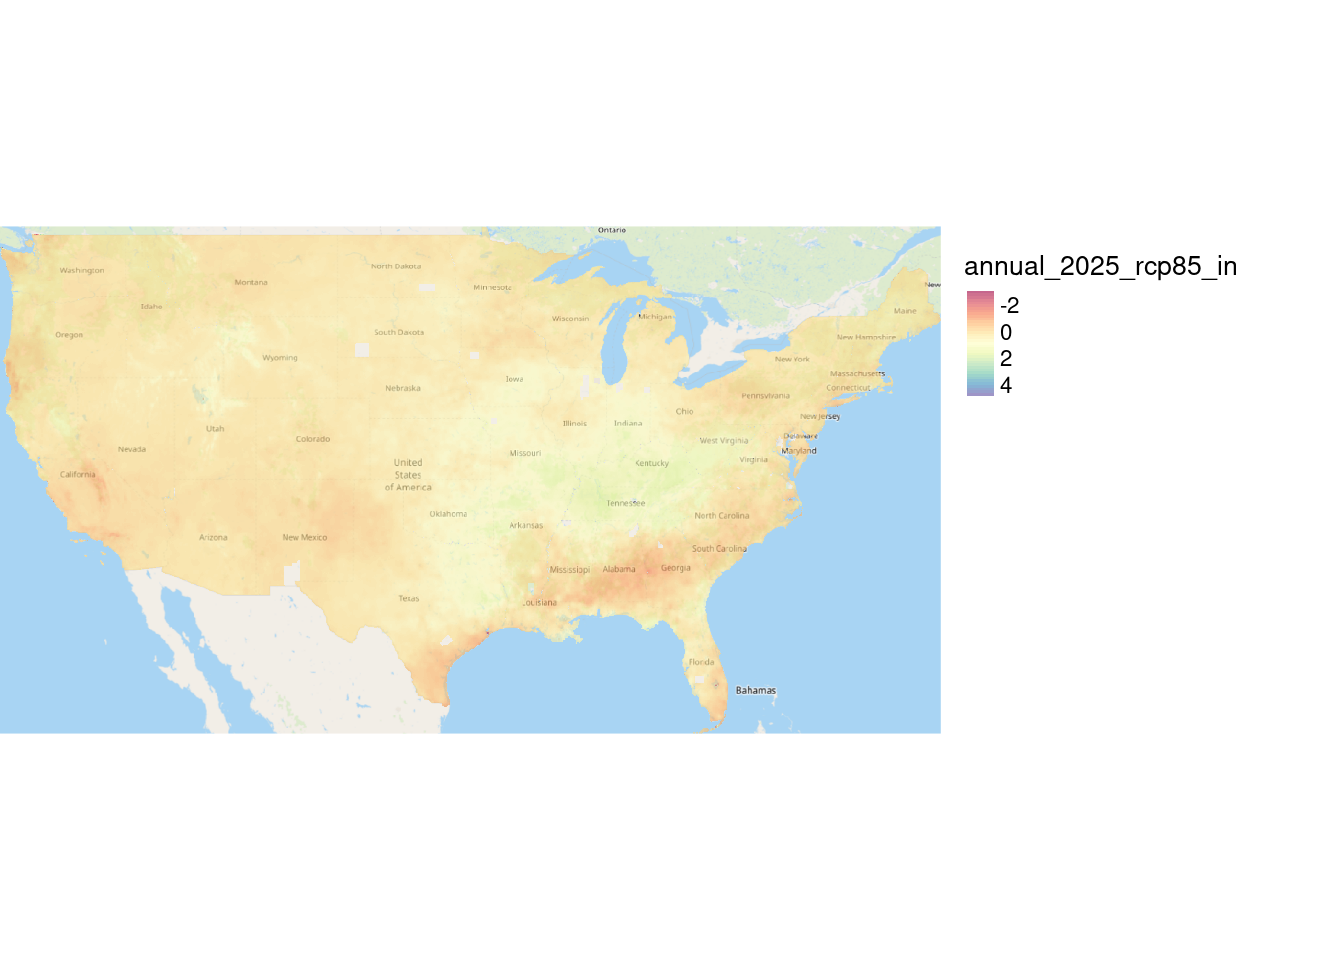 Ontario
Washington
Montana
North Dakota
Minnesota
New
Idaho
Oregon
South Dakota
Wisconsin
Michigan
Maine
New Hampshire
Wyoming
New York
Massachusetts
Iowa
Nebraska
Connecticut
Pennsylvania
Ohio
New Jersey
Utah
Colorado
Illinois
Indiana
West Virginia
Delaware
Nevada
Missouri
Maryland
California
United
States
of America
Kentucky
Virginia
Tennessee
Oklahoma
Arkansas
North Carolina
Arizona
New Mexico
South Carolina
Mississippi
Alabama
Georgia
Texas
Louisiana
Florida
Bahamas
annual_2025_rcp85_in
-2
0
2
4